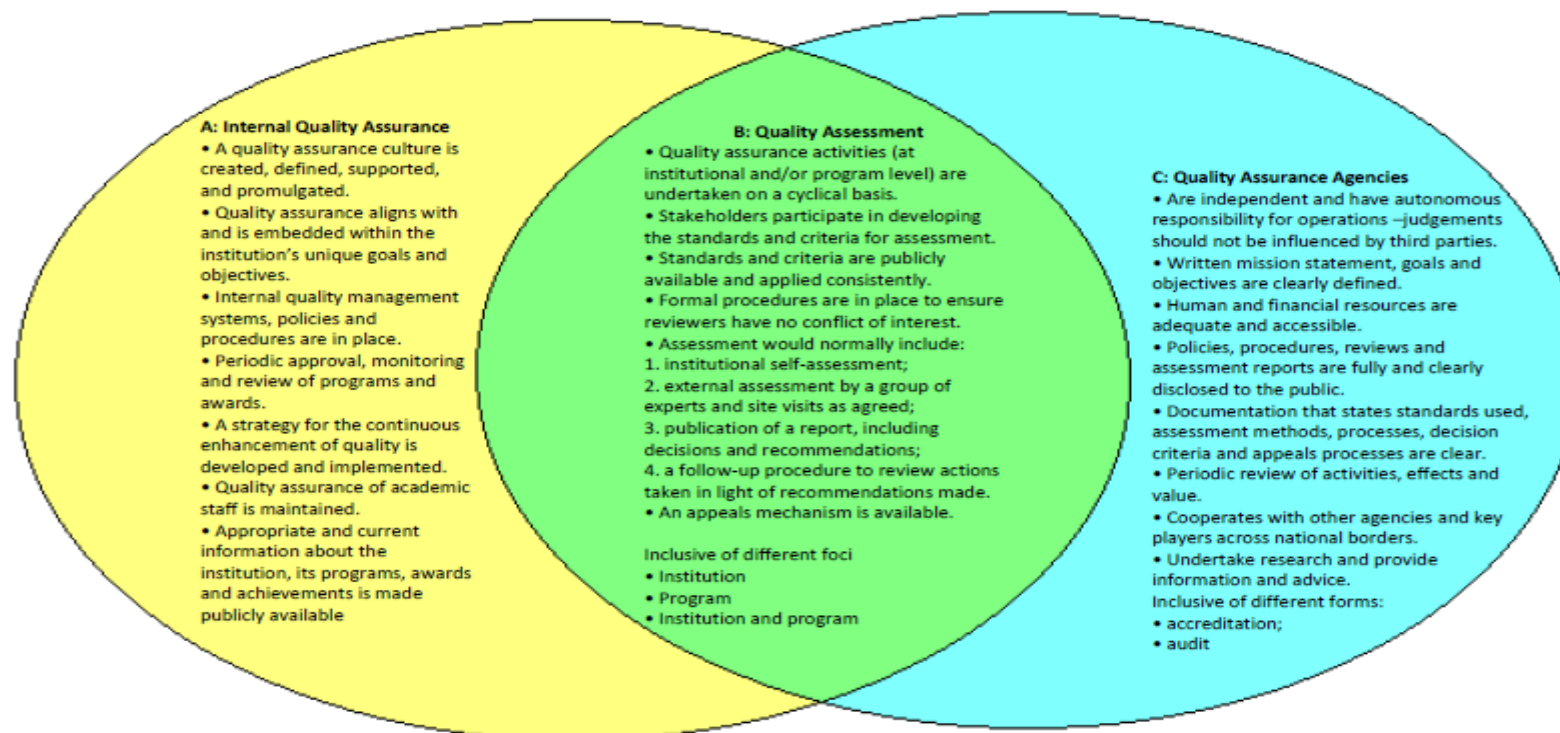 A: Internal Quality Assurance
• A quality assurance culture is
created, defined, supported,
and promulgated.
• Quality assurance aligns with
and is embedded within the
institution's unique goals and
objectives.
• Internal quality management
systems, policies and
procedures are in place.
• Periodic approval, monitoring
and review of programs and
awards.
• A strategy for the continuous
enhancement of quality is
developed and implemented.
• Quality assurance of academic
staff is maintained.
• Appropriate and current
information about the
institution, its programs, awards
and achievements is made
publicly available
B: Quality Assessment
• Quality assurance activities (at
institutional and/or program level) are
undertaken on a cyclical basis.
• Stakeholders participate in developing
the standards and criteria for assessment.
• Standards and criteria are publicly
available and applied consistently.
• Formal procedures are in place to ensure
reviewers have no conflict of interest.
• Assessment would normally include:
1. institutional self-assessment;
2. external assessment by a group of
experts and site visits as agreed;
3. publication of a report, including
decisions and recommendations;
4. a follow-up procedure to review actions
taken in light of recommendations made.
• An appeals mechanism is available.
Inclusive of different foci
• Institution
• Program
• Institution and program
C: Quality Assurance Agencies
• Are independent and have autonomous
responsibility for operations –judgements
should not be influenced by third parties.
• Written mission statement, goals and
objectives are clearly defined.
• Human and financial resources are
adequate and accessible.
• Policies, procedures, reviews and
assessment reports are fully and clearly
disclosed to the public.
• Documentation that states standards used,
assessment methods, processes, decision
criteria and appeals processes are clear.
• Periodic review of activities, effects and
value.
• Cooperates with other agencies and key
players across national borders.
• Undertake research and provide
information and advice.
Inclusive of different forms:
• accreditation;
• audit